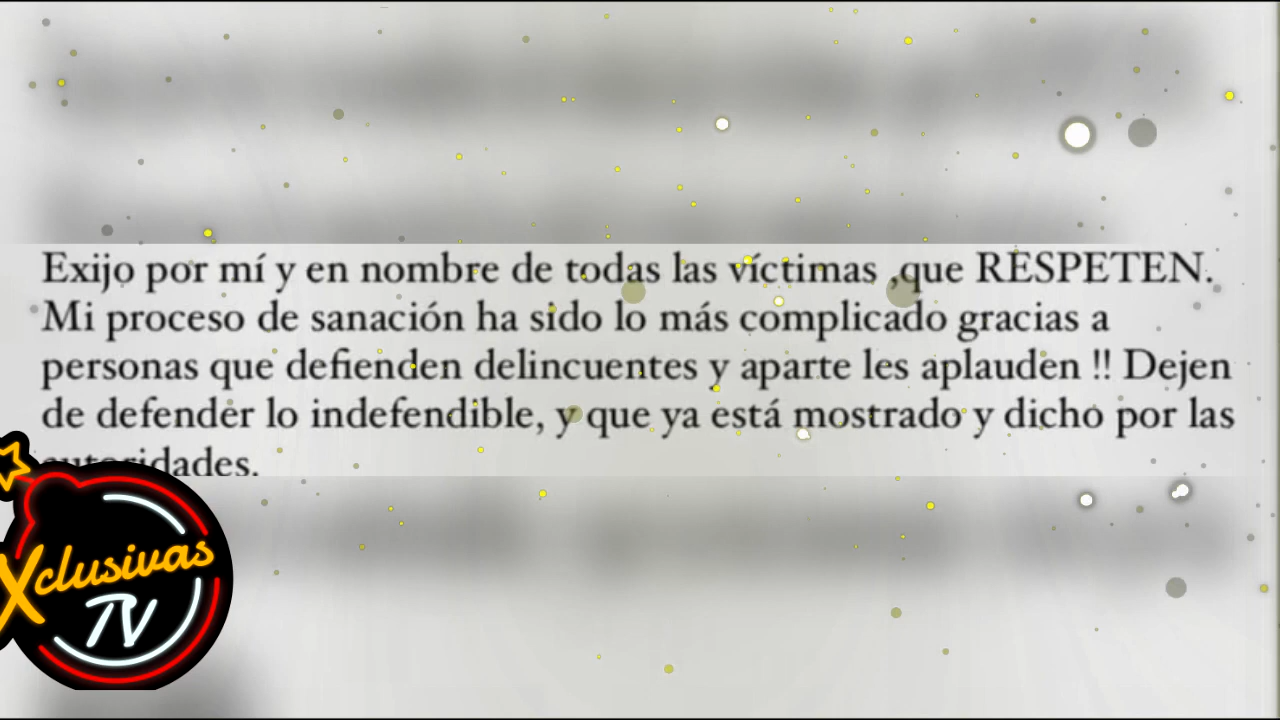 Exijo por mí y en nombre de todas las víctimas ,que RESPETEN.
Mi proceso de sanación ha sido lo más complicado gracias a
personas que defienden delincuentes y aparte les aplauden !! Dejen
de defender lo indefendible, y que ya está mostrado y dicho por las
autoridades.
Xclusivas
TV